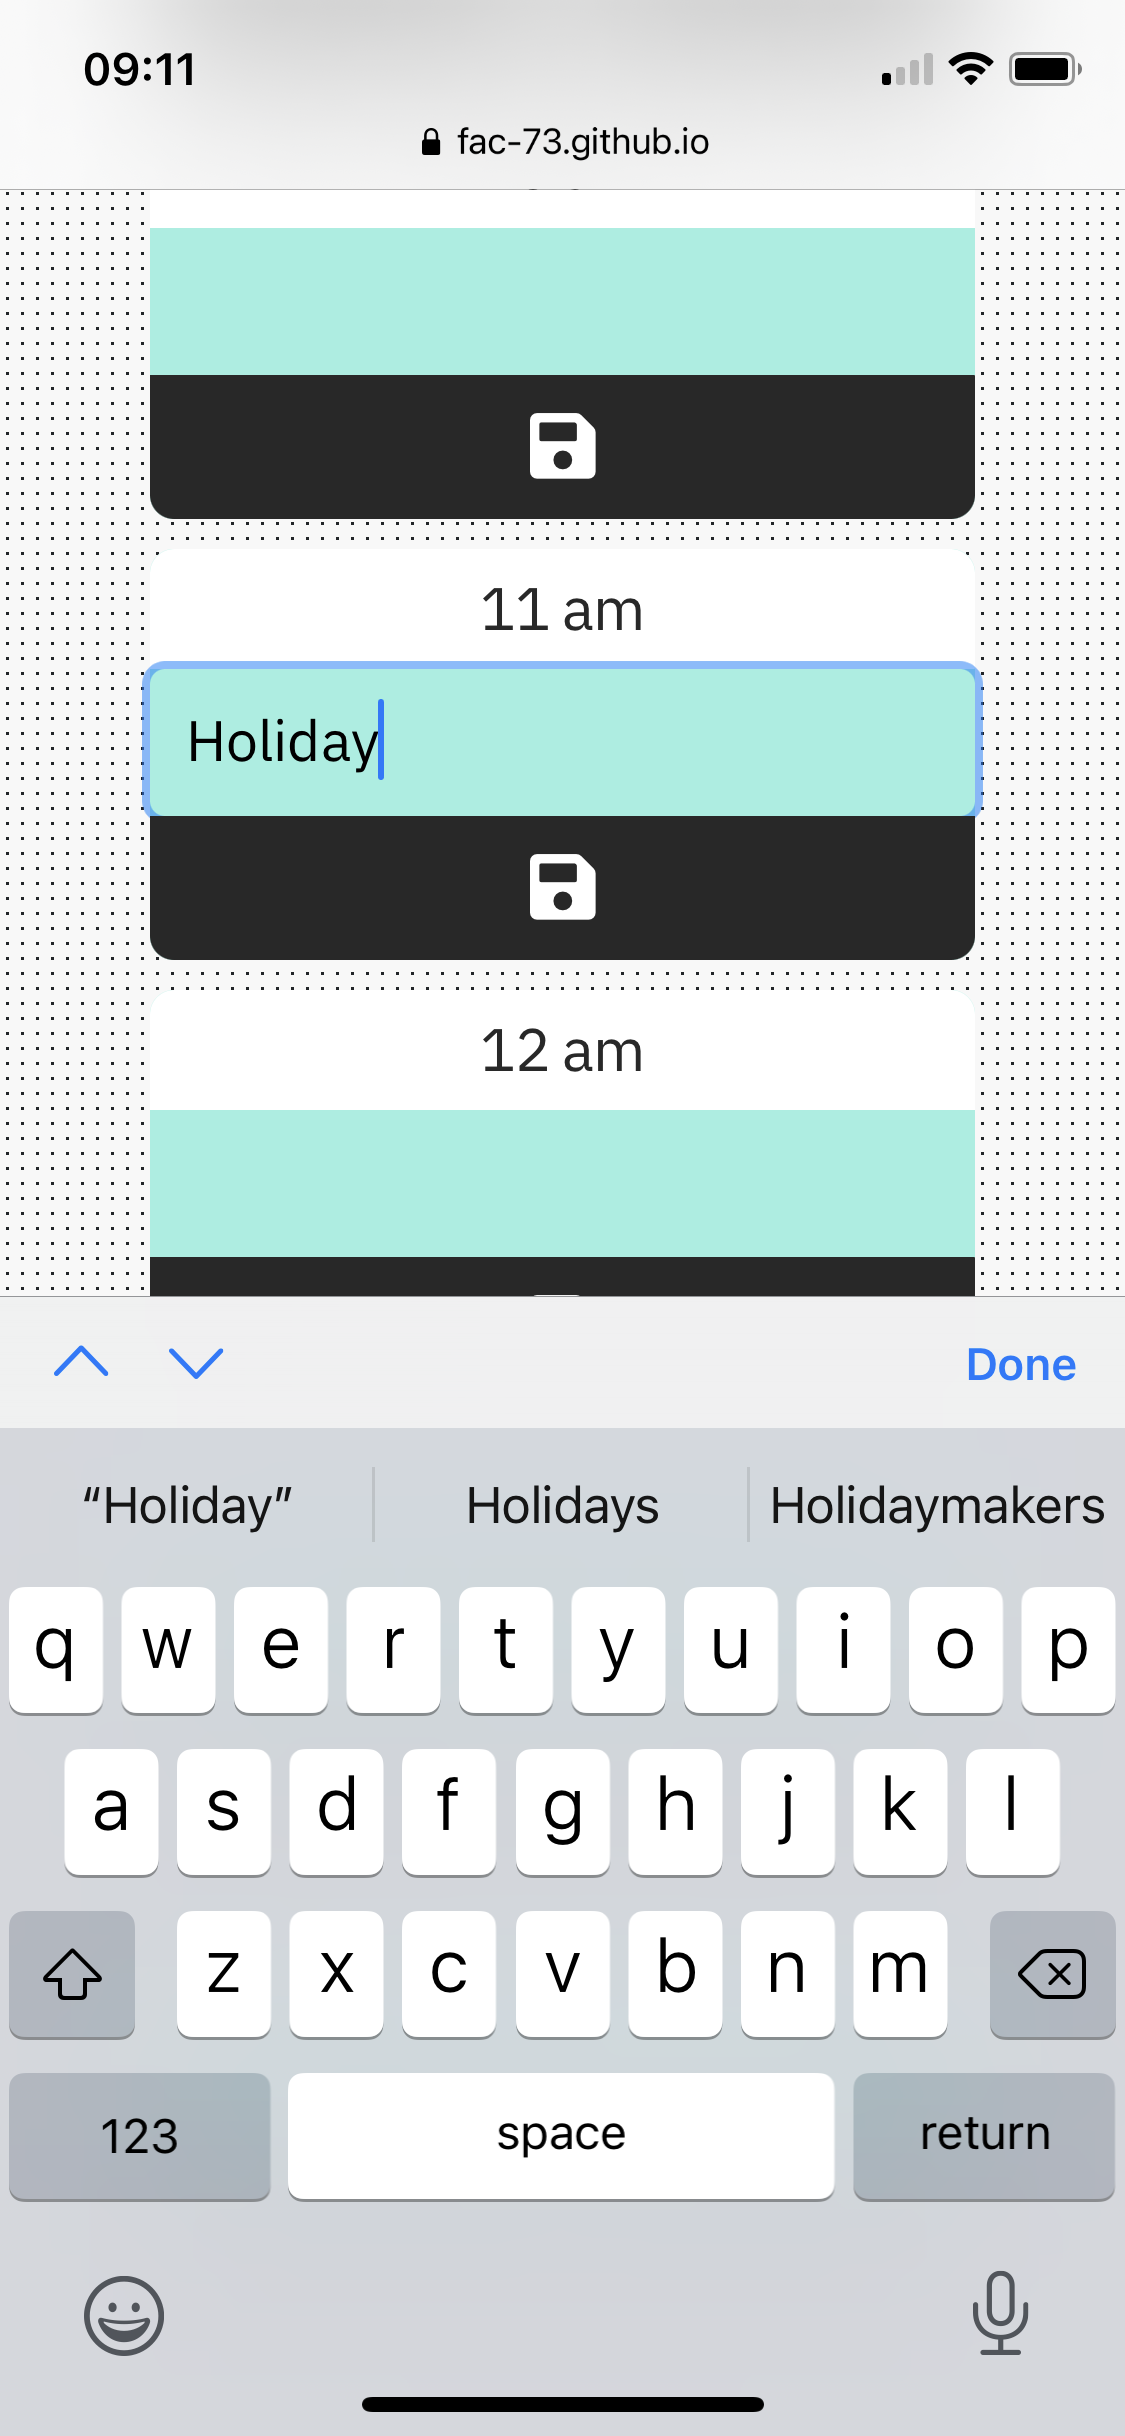 09:11
fac-73.github.io
11 am
Holiday
12 am
Done
“Holiday” Holidays Holidaymakers
q w e r t y u i o p
a s d f g h j k l
z x c v b n m
123 space return